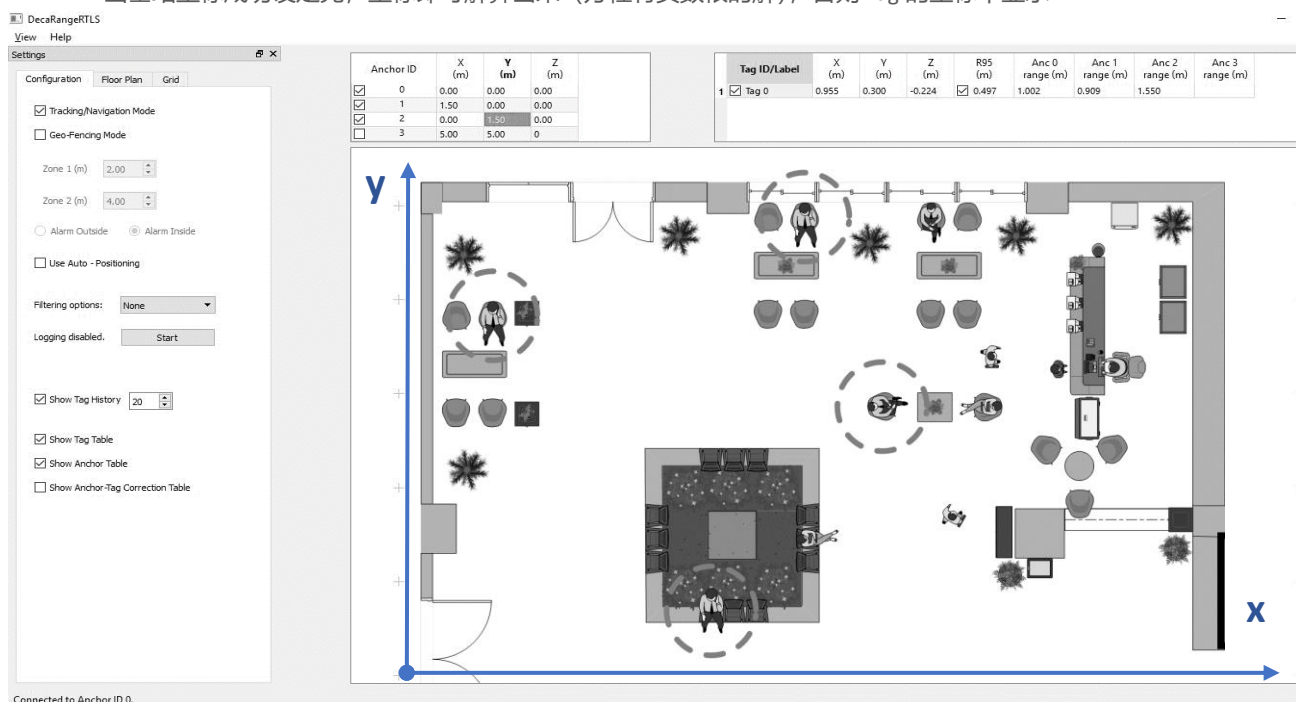 DecaRangeRTLS
View Help
Settings
Configuration Floor Plan Grid
Tracking/Navigation Mode
Geo-Fencing Mode
Zone 1 (m) 2.00
Zone 2 (m) 4.00
Alarm Outside Alarm Inside
Use Auto - Positioning
Filtering options: None
Logging disabled. Start
Show Tag History 20
Show Tag Table
Show Anchor Table
Show Anchor-Tag Correction Table
Connected to Anchor ID 0.
Anchor ID X (m) Y (m) Z (m)
0 0.00 0.00 0.00
1 1.50 0.00 0.00
2 0.00 1.50 0.00
3 5.00 5.00 0
Tag ID/Label X (m) Y (m) Z (m) R95 (m) Anc 0 range (m) Anc 1 range (m) Anc 2 range (m) Anc 3 range (m)
1 Tag 0 0.955 0.300 -0.224 0.497 1.002 0.909 1.550
y
x